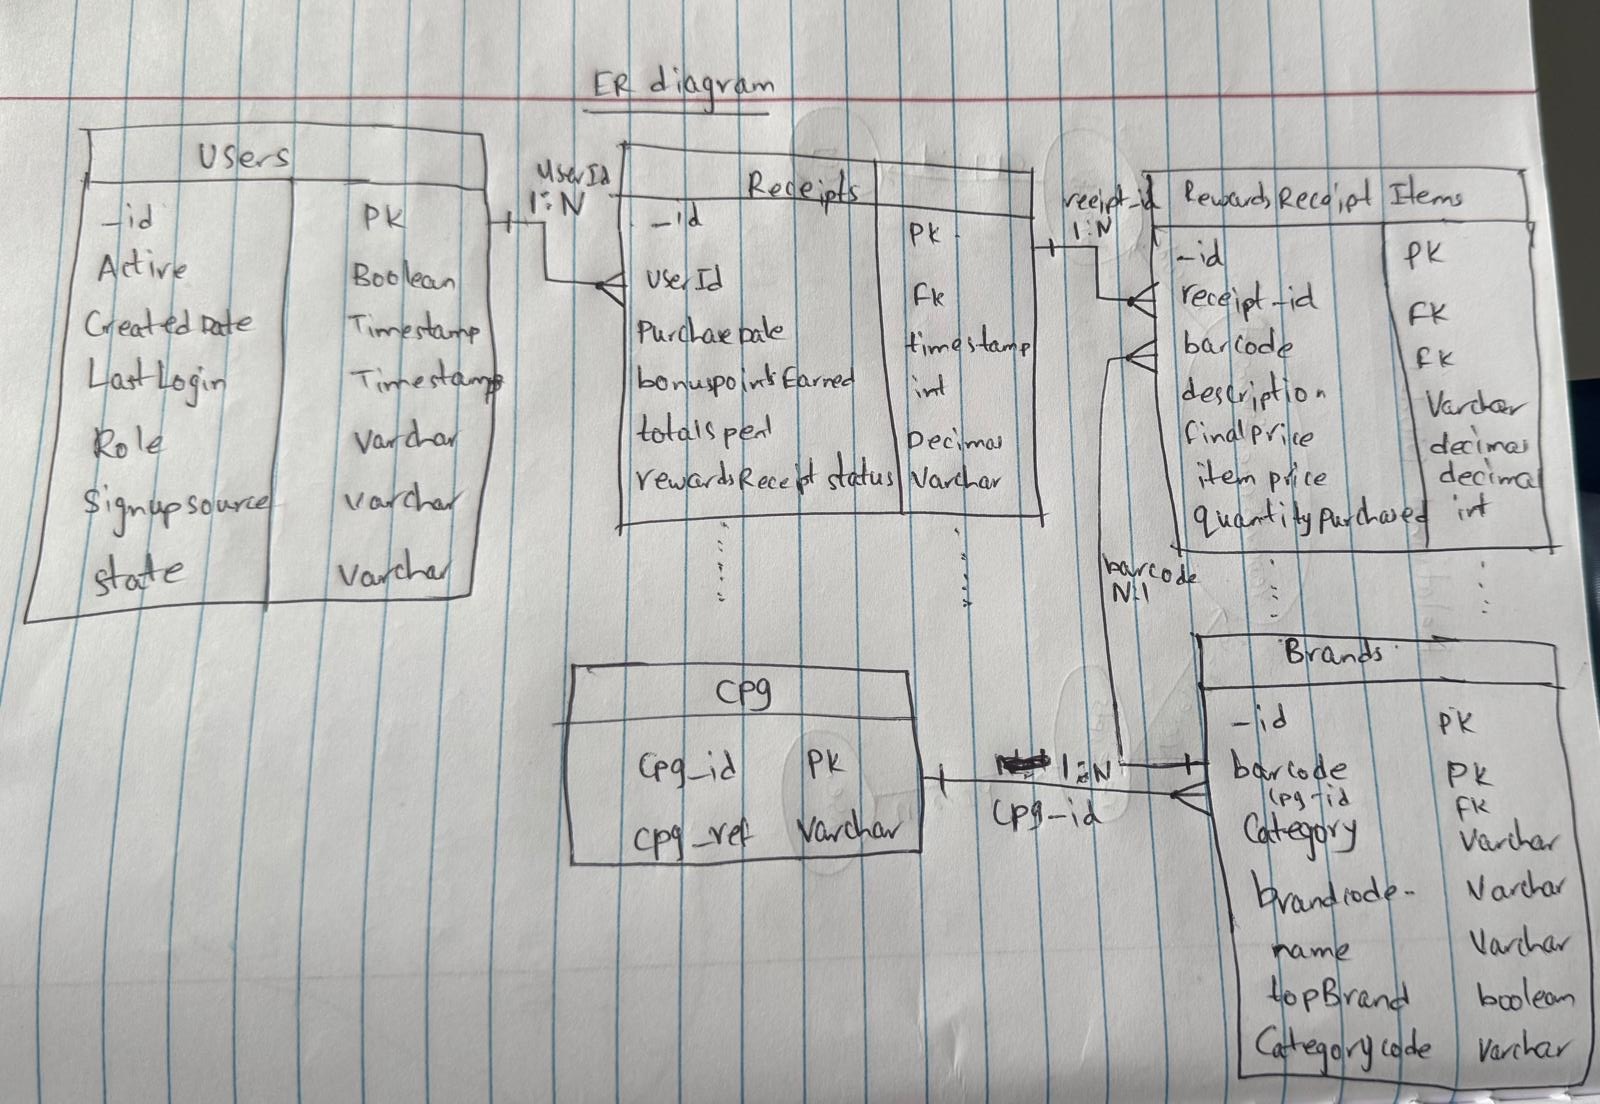 ER diagram
Users
_id PK
Active Boolean
Created Date Timestamp
Last Login Timestamp
Role Varchar
Signupsource Varchar
state Varchar
UserId
1:N
Receipts
_id PK
UserId FK
Purchasedate timestamp
bonuspointsEarned int
totalspent Decimal
rewardsReceipt status Varchar
receipt_id
1:N
RewardsReceipt Items
_id PK
receipt_id FK
barcode FK
description Varchar
finalprice decimal
item price decimal
quantitypurchased int
barcode
N:1
Cpg
Cpg_id PK
Cpg_ref Varchar
1:N
Cpg_id
Brands
_id PK
barcode PK
Cpg_id FK
Category Varchar
brandcode Varchar
name Varchar
topBrand boolean
Categorycode Varchar